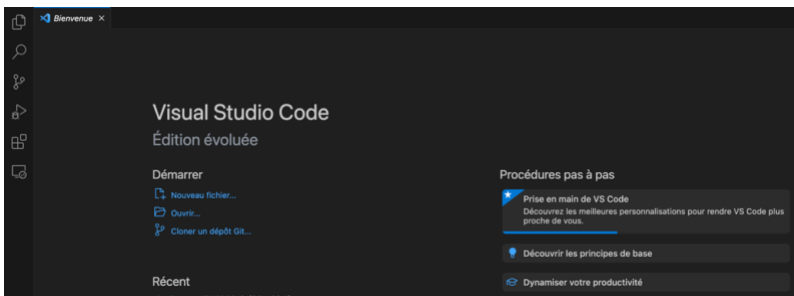 Bienvenue
Visual Studio Code
Édition évoluée
Démarrer
Nouveau fichier...
Ouvrir...
Cloner un dépôt Git...
Récent
Procédures pas à pas
Prise en main de VS Code
Découvrez les meilleures personnalisations pour rendre VS Code plus
proche de vous.
Découvrir les principes de base
Dynamiser votre productivité